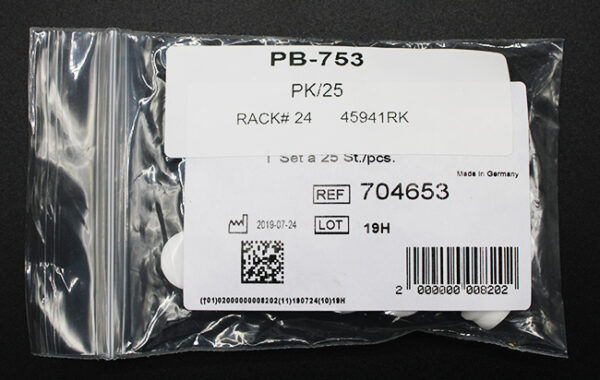 PB-753
PK/25
RACK# 24 45941RK
1 Set à 25 St./pcs.
Made in Germany
REF 704653
2019-07-24 LOT 19H
2 000000 008202
(01)02000000008202(11)190724(10)19H